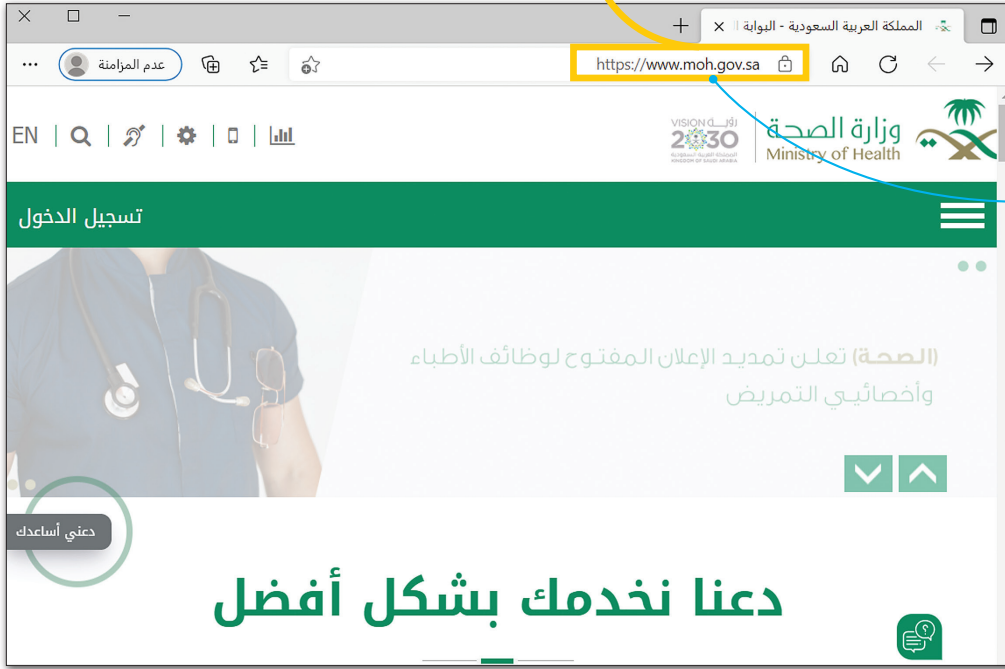 المملكة العربية السعودية - البوابة ال
https://www.moh.gov.sa
عدم المزامنة
وزارة الصحة
Ministry of Health
VISION رؤيـــة
2030
المملكة العربية السعودية
KINGDOM OF SAUDI ARABIA
EN
تسجيل الدخول
(الصحة) تعلن تمديد الإعلان المفتوح لوظائف الأطباء
وأخصائيي التمريض
دعني أساعدك
دعنا نخدمك بشكل أفضل